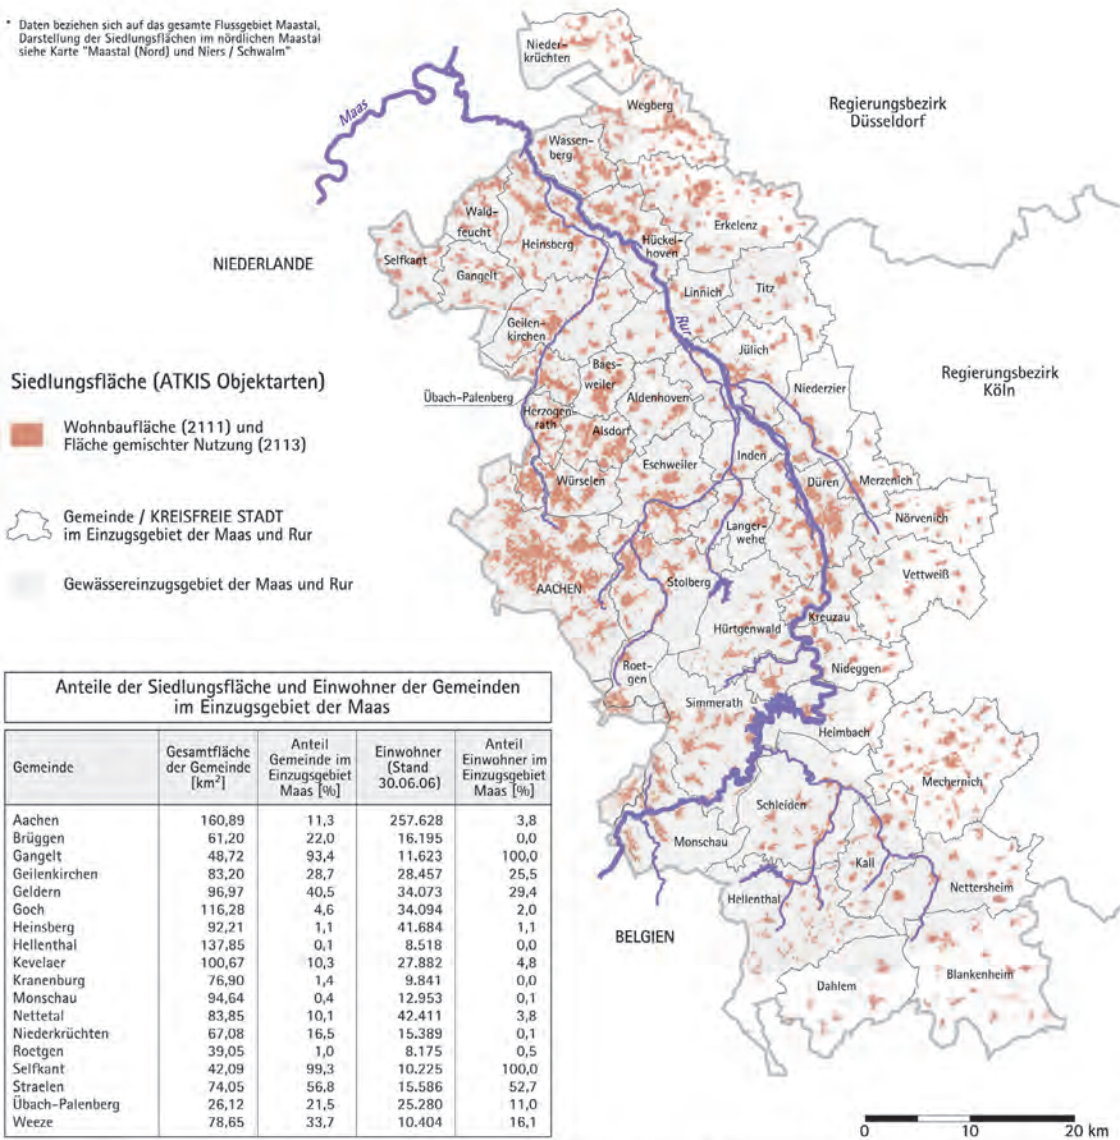 * Daten beziehen sich auf das gesamte Flussgebiet Maastal,
Darstellung der Siedlungsflächen im nördlichen Maastal
siehe Karte "Maastal (Nord) und Niers / Schwalm"
Nieder-
krüchten
Wegberg
Regierungsbezirk
Düsseldorf
Maas
Wassen-
berg
Wald-
feucht
Erkelenz
Heinsberg
Hückel-
hoven
NIEDERLANDE
Selfkant
Gangelt
Linnich
Titz
Geilen-
kirchen
Rur
Jülich
Siedlungsfläche (ATKIS Objektarten)
Baes-
weiler
Niederzier
Regierungsbezirk
Köln
Übach-Palenberg
Aldenhoven
Wohnbaufläche (2111) und
Fläche gemischter Nutzung (2113)
Herzogen-
rath
Alsdorf
Inden
Eschweiler
Würselen
Düren
Merzenich
Gemeinde / KREISFREIE STADT
im Einzugsgebiet der Maas und Rur
Nörvenich
Langer-
wehe
Gewässereinzugsgebiet der Maas und Rur
AACHEN
Stolberg
Vettweiß
Kreuzau
Hürtgenwald
Roet-
gen
Nideggen
Simmerath
Heimbach
Mechernich
Schleiden
Monschau
Kall
Hellenthal
Nettersheim
BELGIEN
Dahlem
Blankenheim
Anteile der Siedlungsfläche und Einwohner der Gemeinden
im Einzugsgebiet der Maas
Gemeinde
Gesamtfläche
der Gemeinde
[km²]
Anteil
Gemeinde im
Einzugsgebiet
Maas [%]
Einwohner
(Stand
30.06.06)
Anteil
Einwohner im
Einzugsgebiet
Maas [%]
Aachen 160,89 11,3 257.628 3,8
Brüggen 61,20 22,0 16.195 0,0
Gangelt 48,72 93,4 11.623 100,0
Geilenkirchen 83,20 28,7 28.457 25,5
Geldern 96,97 40,5 34.073 29,4
Goch 116,28 4,6 34.094 2,0
Heinsberg 92,21 1,1 41.684 1,1
Hellenthal 137,85 0,1 8.518 0,0
Kevelaer 100,67 10,3 27.882 4,8
Kranenburg 76,90 1,4 9.841 0,0
Monschau 94,64 0,4 12.953 0,1
Nettetal 83,85 10,1 42.411 3,8
Niederkrüchten 67,08 16,5 15.389 0,1
Roetgen 39,05 1,0 8.175 0,5
Selfkant 42,09 99,3 10.225 100,0
Straelen 74,05 56,8 15.586 52,7
Übach-Palenberg 26,12 21,5 25.280 11,0
Weeze 78,65 33,7 10.404 16,1
0 10 20 km